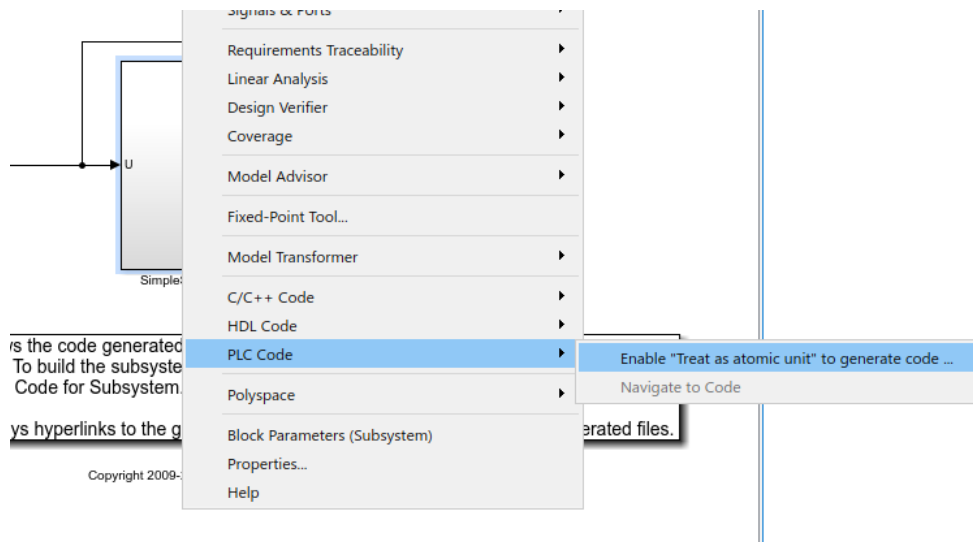 Signals & Ports
Requirements Traceability
Linear Analysis
Design Verifier
Coverage
Model Advisor
Fixed-Point Tool...
Model Transformer
C/C++ Code
HDL Code
PLC Code
Enable "Treat as atomic unit" to generate code ...
Navigate to Code
Polyspace
Block Parameters (Subsystem)
Properties...
Help
U
Simple
ys the code generated
To build the subsyste
Code for Subsystem.
ys hyperlinks to the g
erated files.
Copyright 2009-